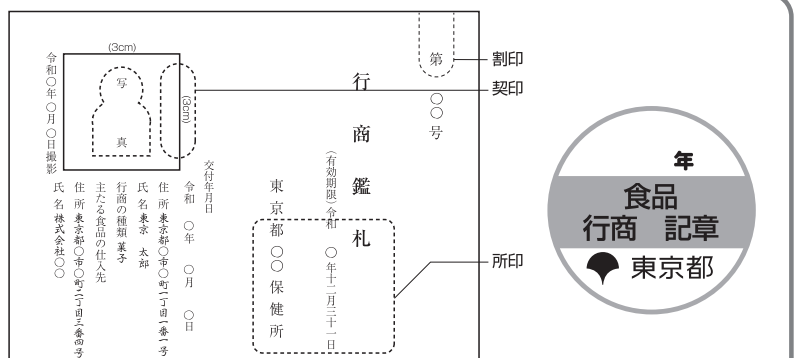 第〇〇号
行商鑑札
(有効期限)令和 〇年十二月三十一日
東京都〇〇保健所
交付年月日
令和 〇年 〇月 〇日
住所 東京都〇市〇町一丁目一番一号
氏名 東京 太郎
行商の種類 菓子
主たる食品の仕入先
住所 東京都〇市〇町二丁目三番四号
氏名 株式会社〇〇
(3cm)
(3cm)
写真
令和〇年〇月〇日撮影
割印
契印
所印
年
食品
行商 記章
東京都